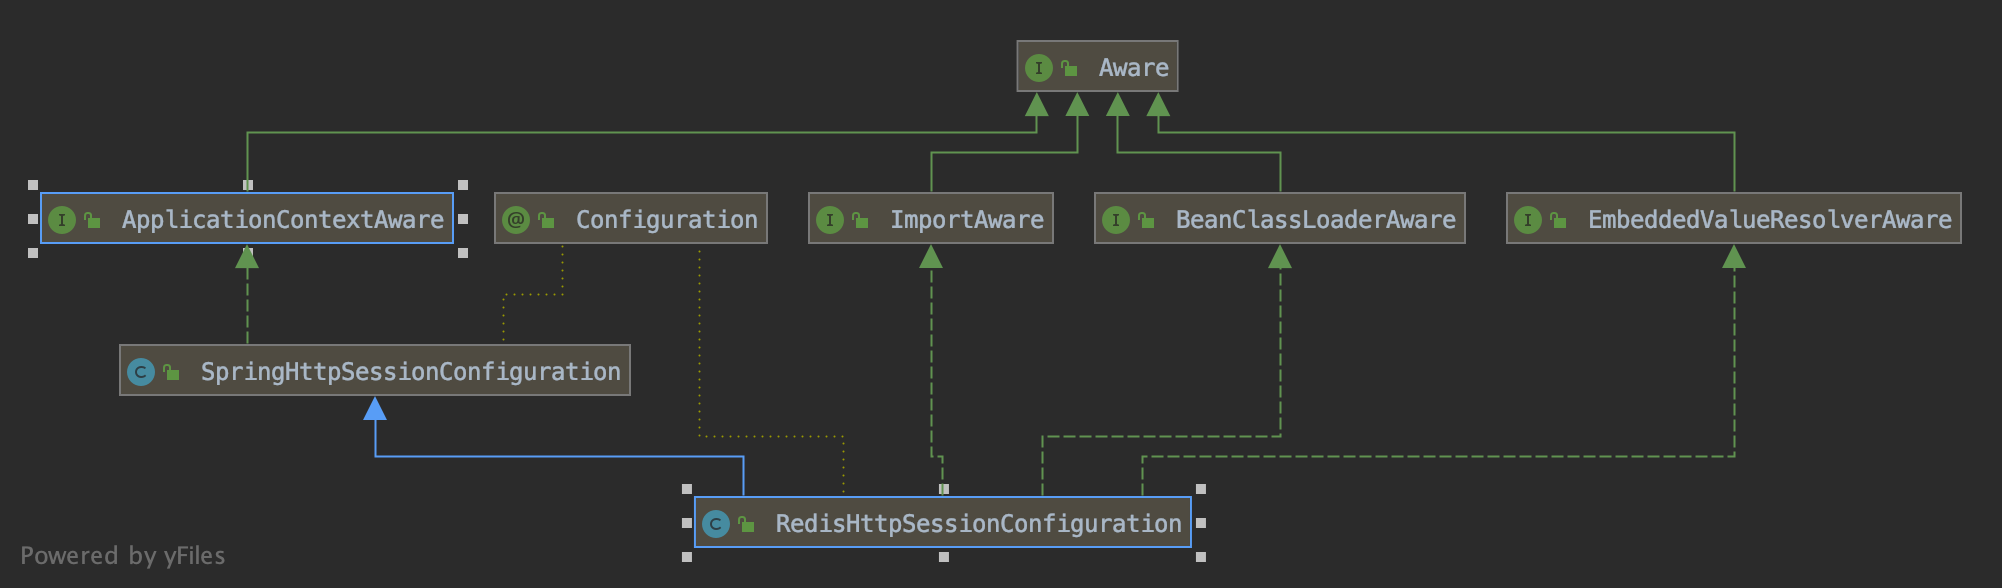 I Aware
I ApplicationContextAware
@ Configuration
I ImportAware
I BeanClassLoaderAware
I EmbeddedValueResolverAware
C SpringHttpSessionConfiguration
C RedisHttpSessionConfiguration
Powered by yFiles